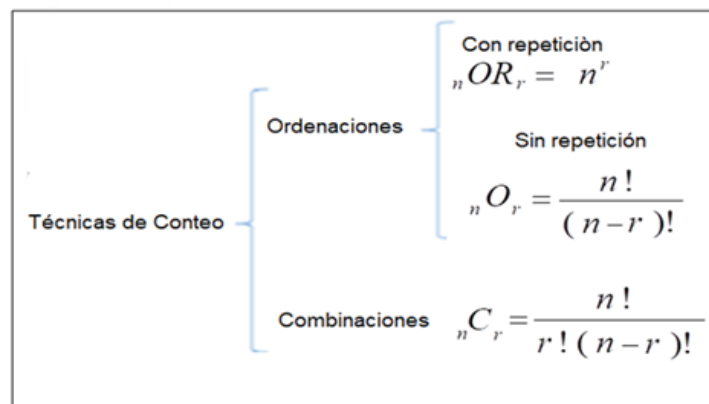 Con repeticiòn
nORr = n^r
Ordenaciones
Sin repetición
nOr = n! / (n – r)!
Técnicas de Conteo
Combinaciones
nCr = n! / r! (n – r)!